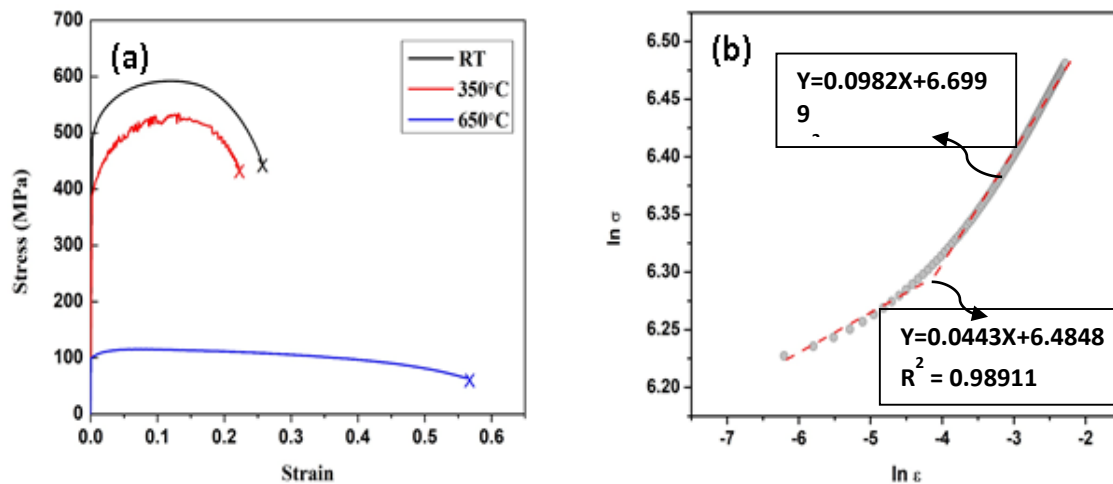 (a)
RT
350°C
650°C
700
600
500
400
300
200
100
0
0.0 0.1 0.2 0.3 0.4 0.5 0.6
Stress (MPa)
Strain
(b)
Y=0.0982X+6.699
9
Y=0.0443X+6.4848
R² = 0.98911
6.50
6.45
6.40
6.35
6.30
6.25
6.20
-7 -6 -5 -4 -3 -2
ln σ
ln ε